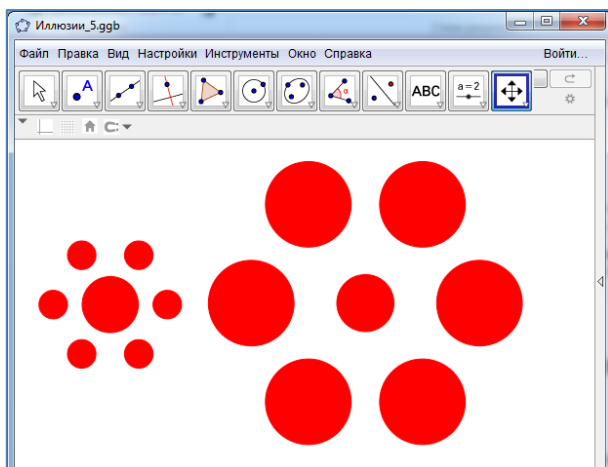 Иллюзии_5.ggb
Файл Правка Вид Настройки Инструменты Окно Справка Войти...
A α ABC a=2